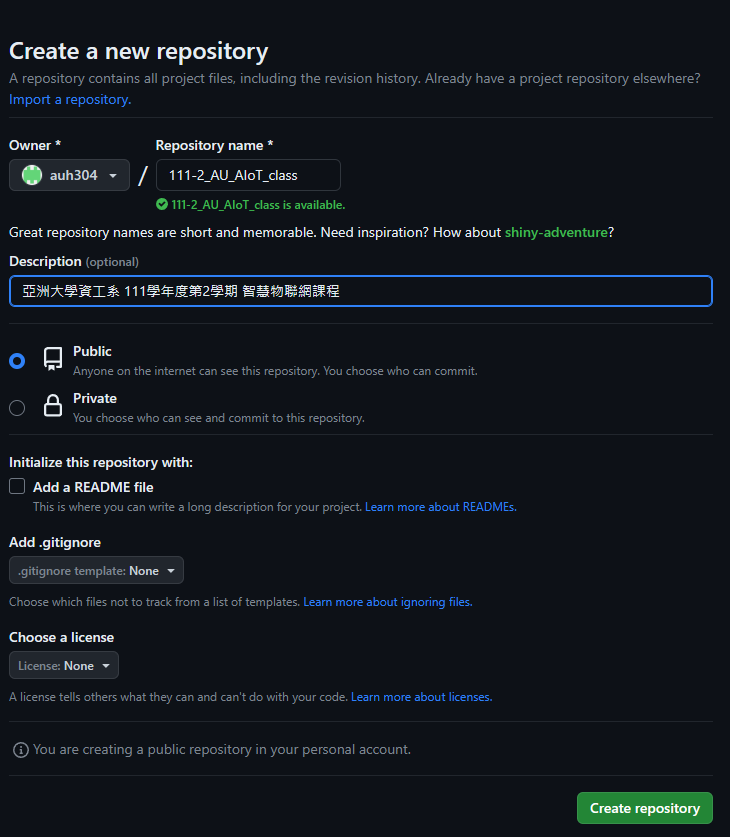 Create a new repository
A repository contains all project files, including the revision history. Already have a project repository elsewhere?
Import a repository.
Owner * Repository name *
auh304 / 111-2_AU_AIoT_class
111-2_AU_AIoT_class is available.
Great repository names are short and memorable. Need inspiration? How about shiny-adventure?
Description (optional)
亞洲大學資工系 111學年度第2學期 智慧物聯網課程
Public
Anyone on the internet can see this repository. You choose who can commit.
Private
You choose who can see and commit to this repository.
Initialize this repository with:
Add a README file
This is where you can write a long description for your project. Learn more about READMEs.
Add .gitignore
.gitignore template: None
Choose which files not to track from a list of templates. Learn more about ignoring files.
Choose a license
License: None
A license tells others what they can and can't do with your code. Learn more about licenses.
You are creating a public repository in your personal account.
Create repository